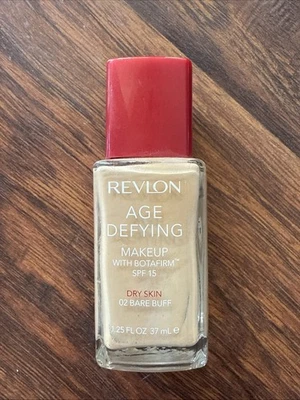 REVLON
AGE
DEFYING
MAKEUP
WITH BOTAFIRM™
SPF 15
DRY SKIN
02 BARE BUFF
1.25 FL OZ 37 mL ℮